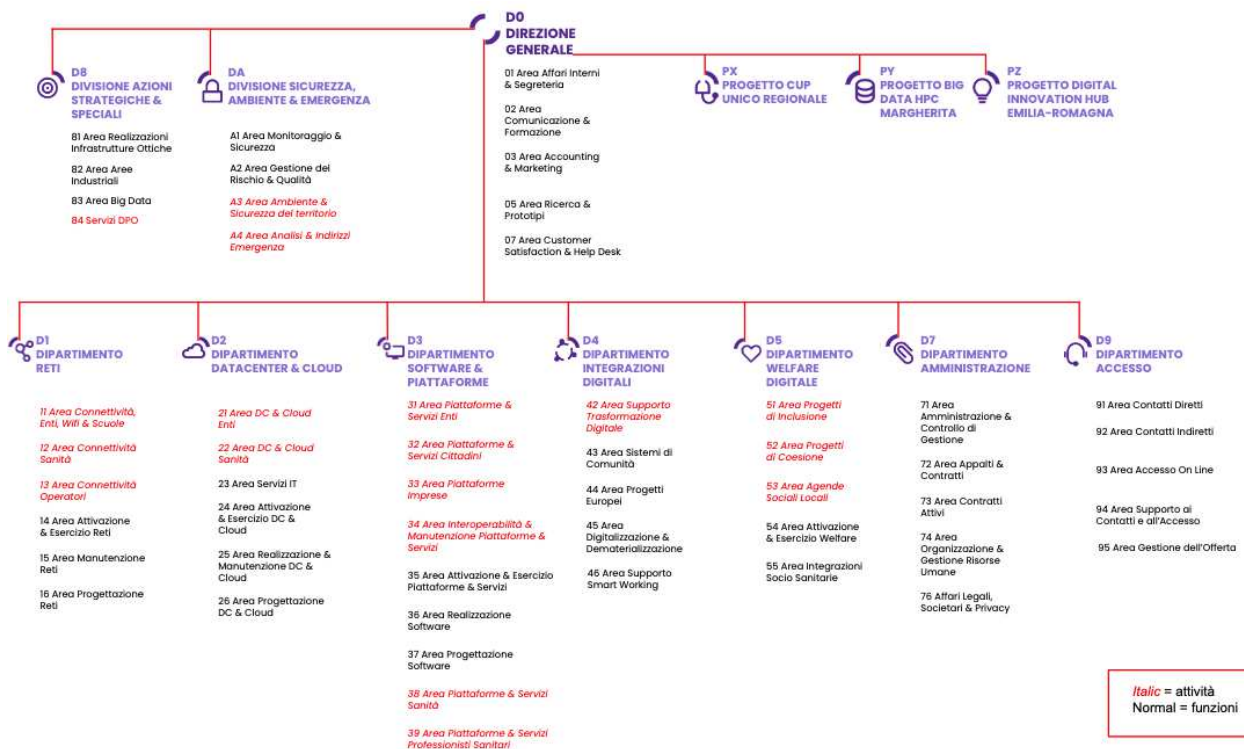 D0
DIREZIONE
GENERALE
01 Area Affari Interni
& Segreteria
02 Area
Comunicazione &
Formazione
03 Area Accounting
& Marketing
05 Area Ricerca &
Prototipi
07 Area Customer
Satisfaction & Help Desk
D8
DIVISIONE AZIONI
STRATEGICHE &
SPECIALI
81 Area Realizzazioni
Infrastrutture Ottiche
82 Area Aree
Industriali
83 Area Big Data
84 Servizi DPO
DA
DIVISIONE SICUREZZA,
AMBIENTE & EMERGENZA
A1 Area Monitoraggio &
Sicurezza
A2 Area Gestione del
Rischio & Qualità
A3 Area Ambiente &
Sicurezza del territorio
A4 Area Analisi & Indirizzi
Emergenza
PX
PROGETTO CUP
UNICO REGIONALE
PY
PROGETTO BIG
DATA HPC
MARGHERITA
PZ
PROGETTO DIGITAL
INNOVATION HUB
EMILIA-ROMAGNA
D1
DIPARTIMENTO
RETI
11 Area Connettività,
Enti, Wifi & Scuole
12 Area Connettività
Sanità
13 Area Connettività
Operatori
14 Area Attivazione
& Esercizio Reti
15 Area Manutenzione
Reti
16 Area Progettazione
Reti
D2
DIPARTIMENTO
DATACENTER & CLOUD
21 Area DC & Cloud
Enti
22 Area DC & Cloud
Sanità
23 Area Servizi IT
24 Area Attivazione
& Esercizio DC &
Cloud
25 Area Realizzazione &
Manutenzione DC &
Cloud
26 Area Progettazione
DC & Cloud
D3
DIPARTIMENTO
SOFTWARE &
PIATTAFORME
31 Area Piattaforme &
Servizi Enti
32 Area Piattaforme &
Servizi Cittadini
33 Area Piattaforme
Imprese
34 Area Interoperabilità &
Manutenzione Piattaforme &
Servizi
35 Area Attivazione & Esercizio
Piattaforme & Servizi
36 Area Realizzazione
Software
37 Area Progettazione
Software
38 Area Piattaforme & Servizi
Sanità
39 Area Piattaforme & Servizi
Professionisti Sanitari
D4
DIPARTIMENTO
INTEGRAZIONI
DIGITALI
42 Area Supporto
Trasformazione
Digitale
43 Area Sistemi di
Comunità
44 Area Progetti
Europei
45 Area
Digitalizzazione &
Dematerializzazione
46 Area Supporto
Smart Working
D5
DIPARTIMENTO
WELFARE
DIGITALE
51 Area Progetti
di Inclusione
52 Area Progetti
di Coesione
53 Area Agende
Sociali Locali
54 Area Attivazione
& Esercizio Welfare
55 Area Integrazioni
Socio Sanitarie
D7
DIPARTIMENTO
AMMINISTRAZIONE
71 Area
Amministrazione &
Controllo di
Gestione
72 Area Appalti &
Contratti
73 Area Contratti
Attivi
74 Area
Organizzazione &
Gestione Risorse
Umane
76 Affari Legali,
Societari & Privacy
D9
DIPARTIMENTO
ACCESSO
91 Area Contatti Diretti
92 Area Contatti Indiretti
93 Area Accesso On Line
94 Area Supporto ai
Contatti e all'Accesso
95 Area Gestione dell'Offerta
Italic = attività
Normal = funzioni